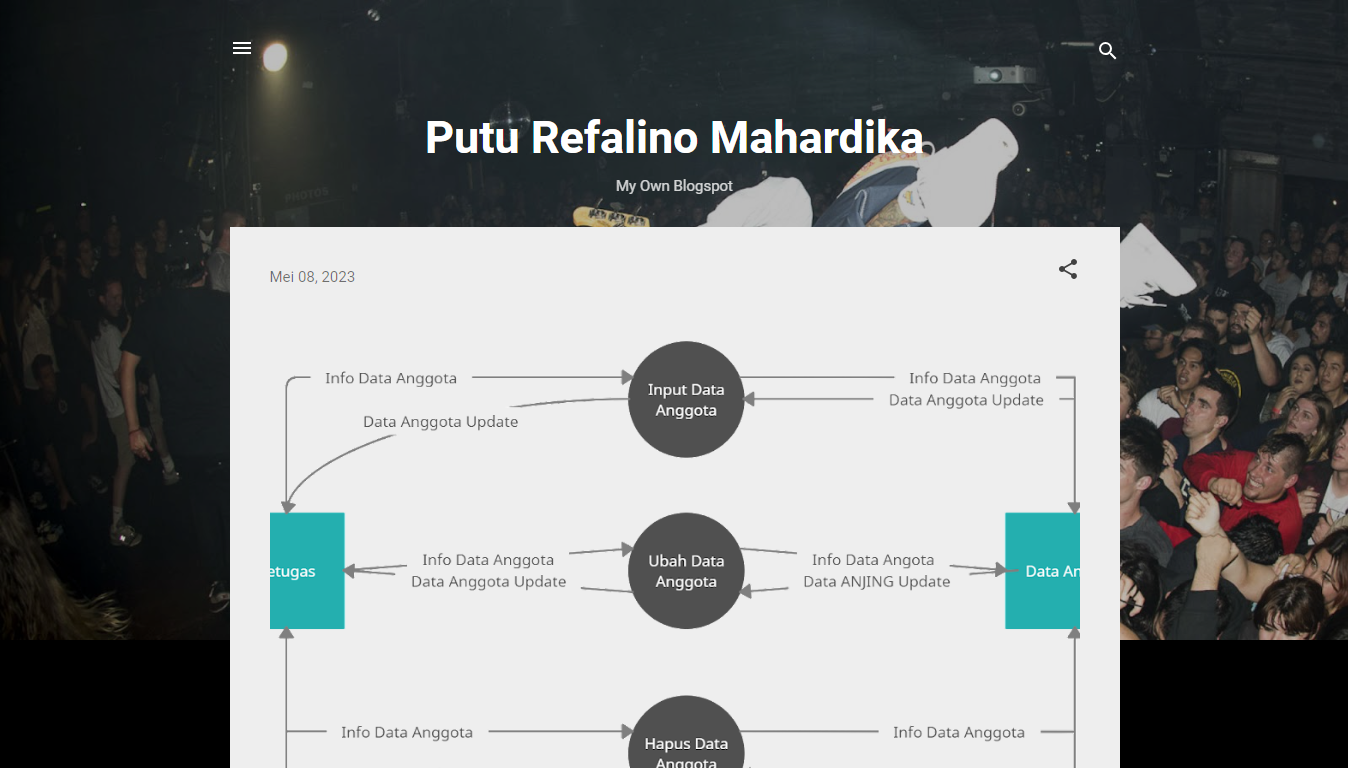 Putu Refalino Mahardika
My Own Blogspot
PHOTOS
Mei 08, 2023
Info Data Anggota
Input Data
Anggota
Info Data Anggota
Data Anggota Update
Data Anggota Update
etugas
Info Data Anggota
Data Anggota Update
Ubah Data
Anggota
Info Data Angota
Data ANJING Update
Data An
Info Data Anggota
Hapus Data
Anggota
Info Data Anggota